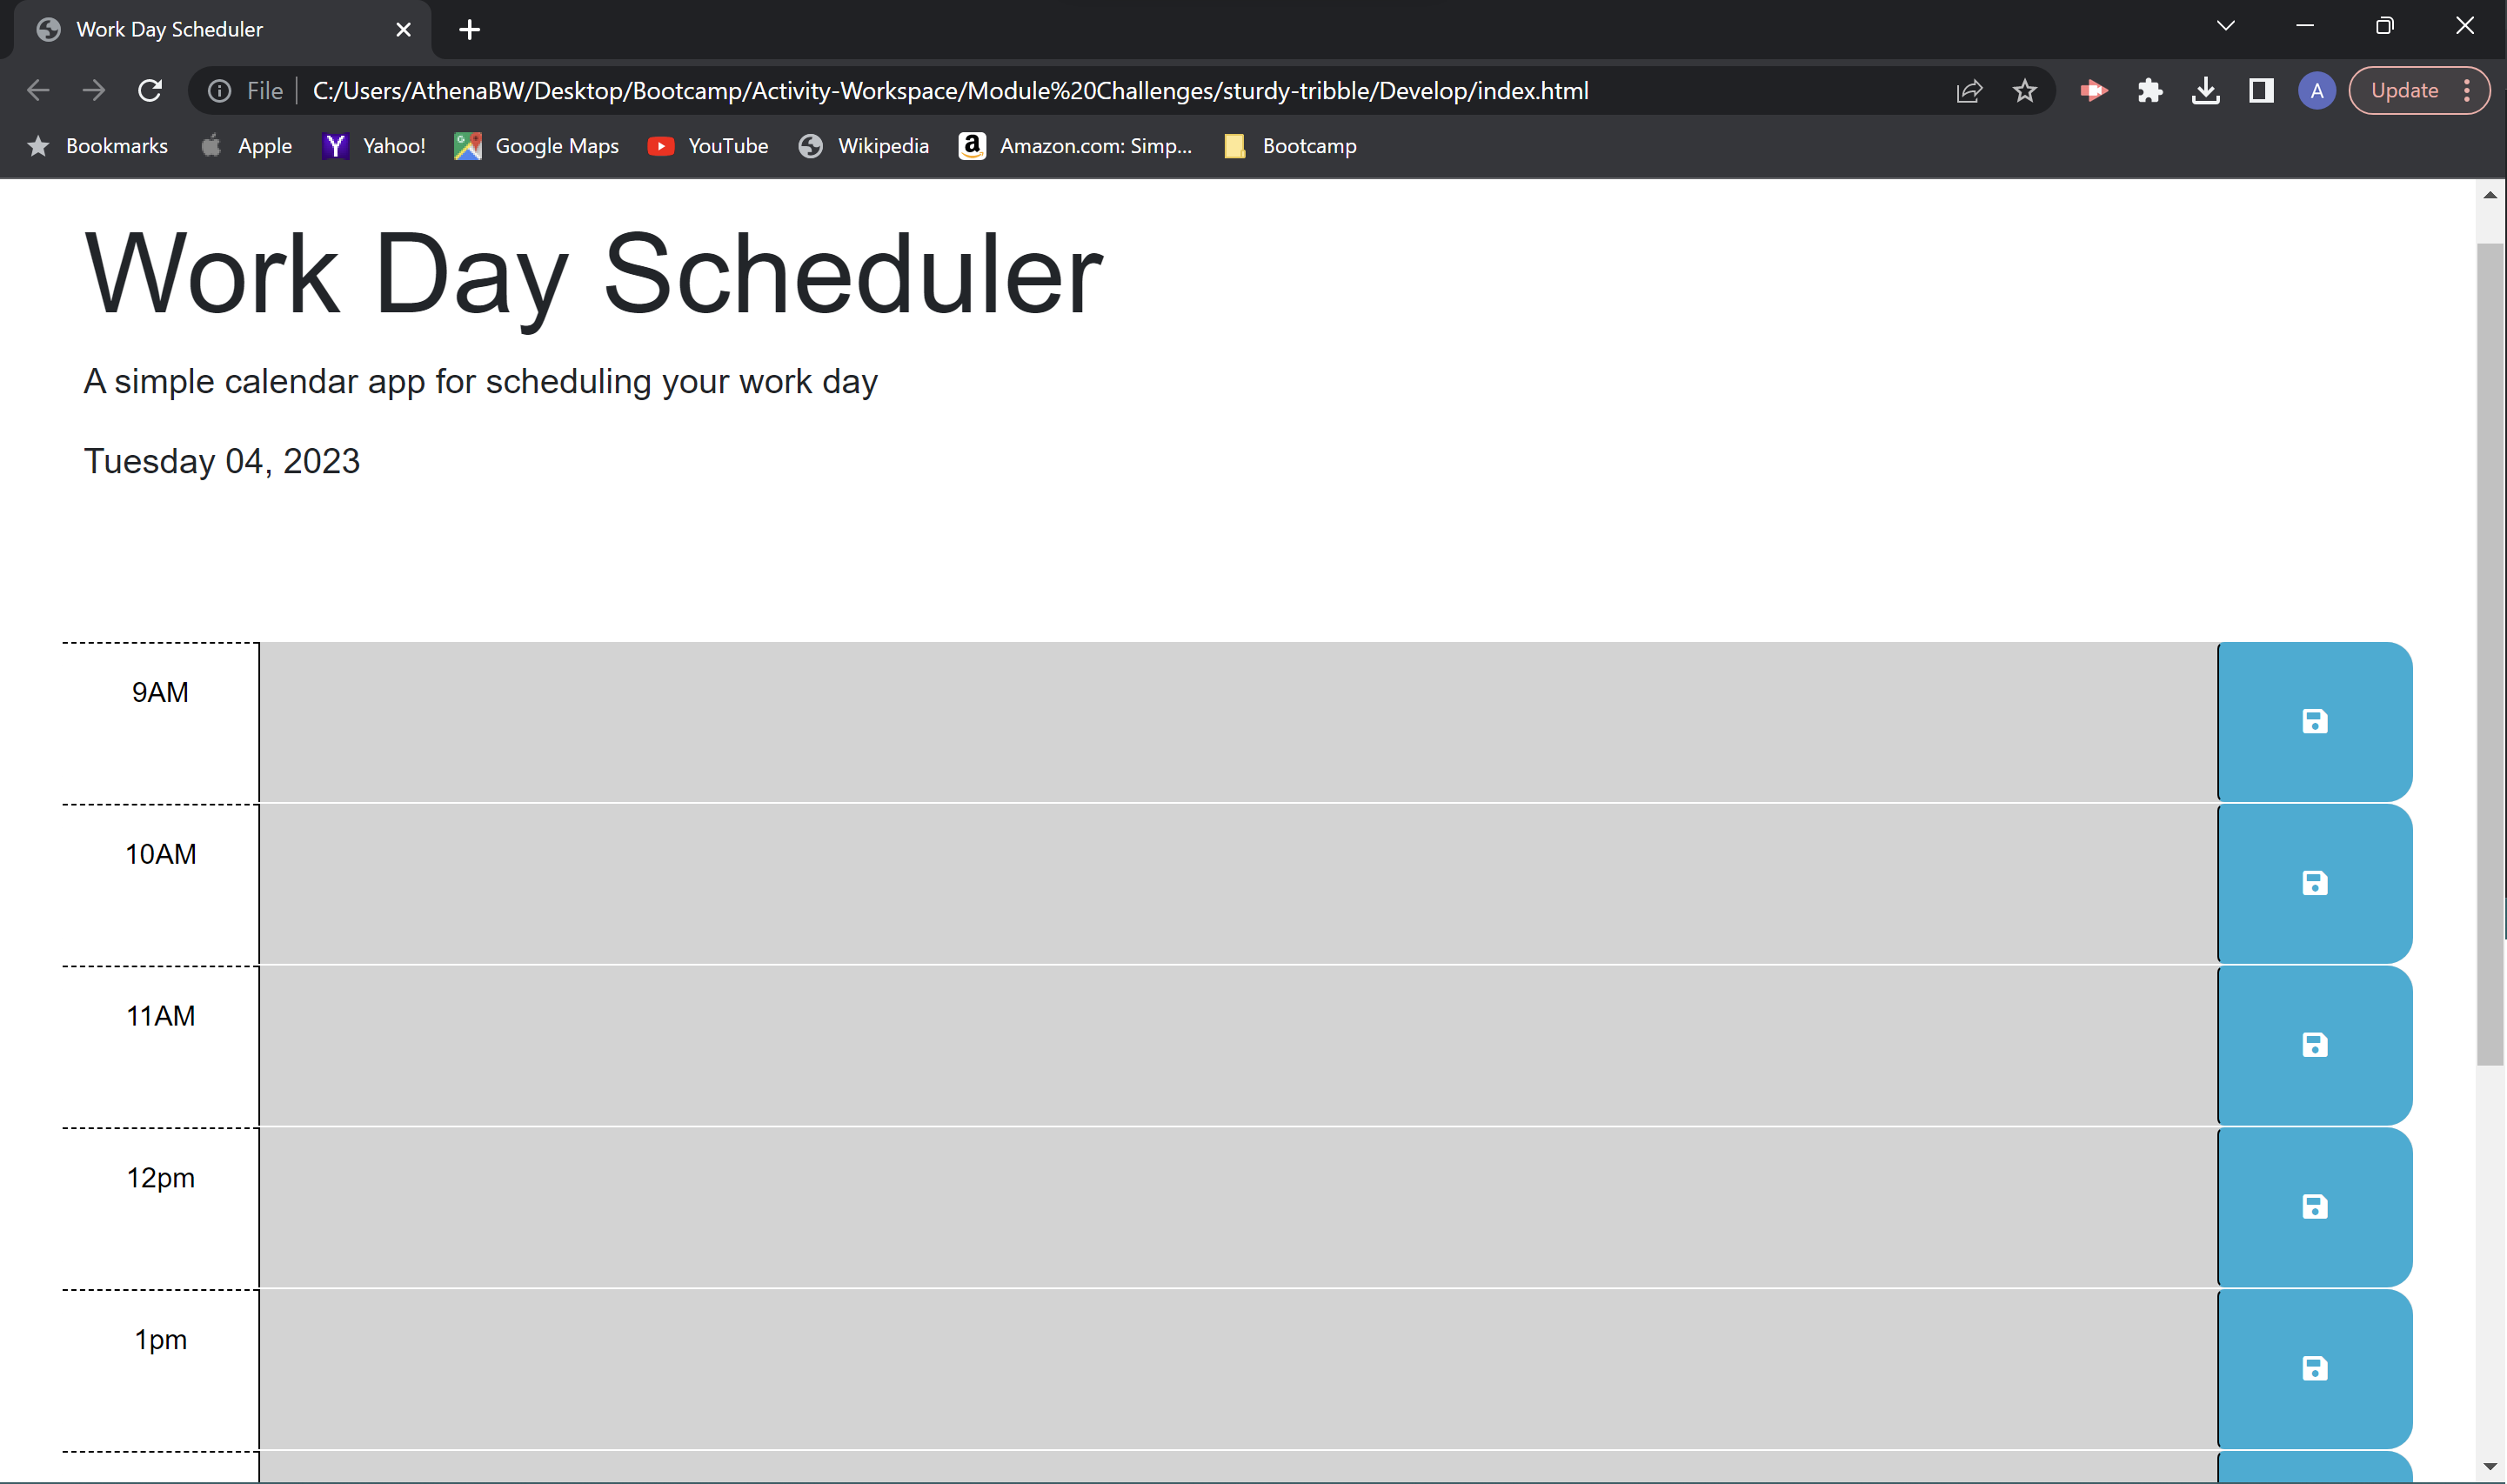 Work Day Scheduler
File C:/Users/AthenaBW/Desktop/Bootcamp/Activity-Workspace/Module%20Challenges/sturdy-tribble/Develop/index.html A Update
Bookmarks Apple Y Yahoo! G Google Maps YouTube Wikipedia a Amazon.com: Simp... Bootcamp
Work Day Scheduler
A simple calendar app for scheduling your work day
Tuesday 04, 2023
9AM
10AM
11AM
12pm
1pm